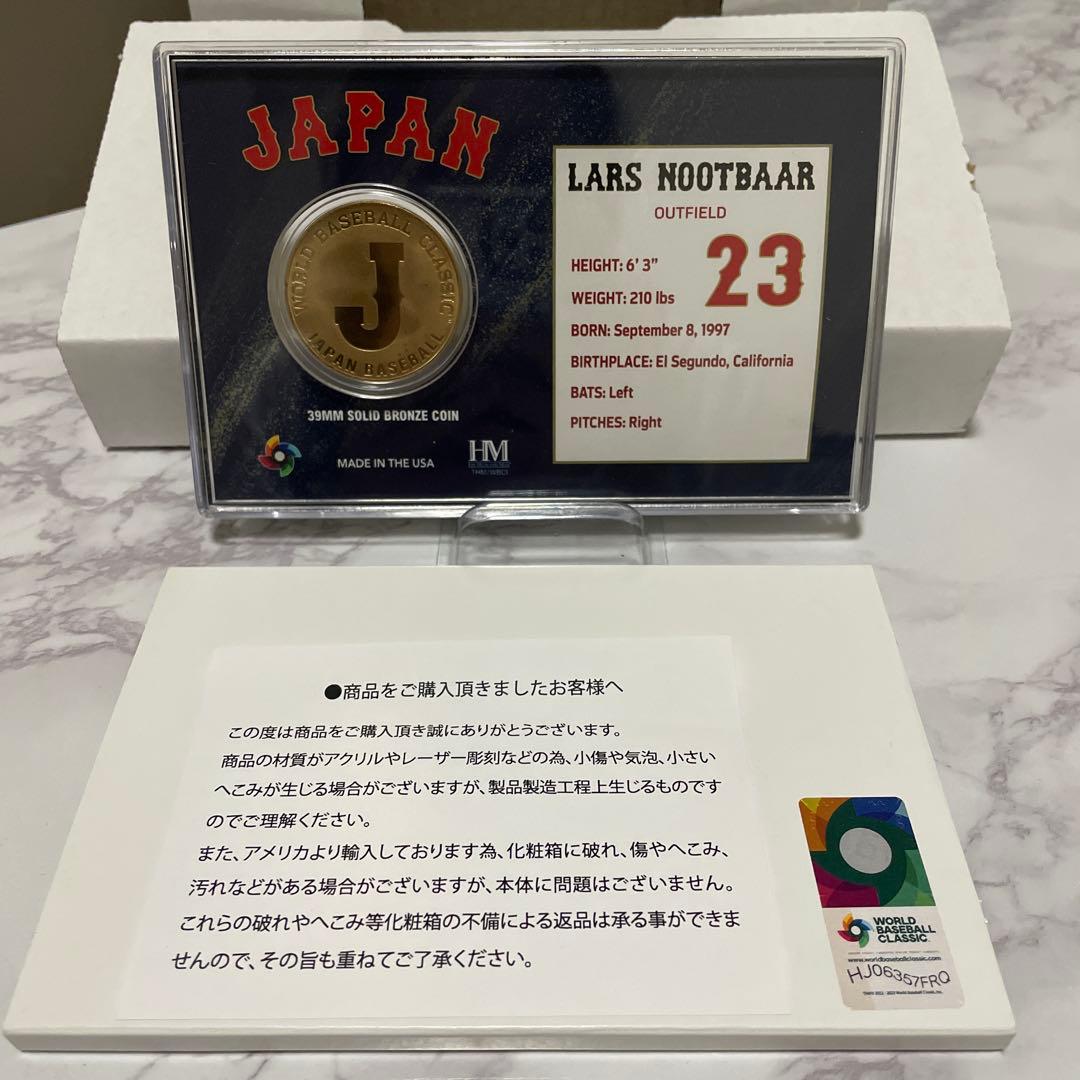 JAPAN
WORLD BASEBALL CLASSIC™
J
JAPAN BASEBALL
39MM SOLID BRONZE COIN
MADE IN THE USA
HM
THM/WBCI
LARS NOOTBAAR
OUTFIELD
23
HEIGHT: 6' 3"
WEIGHT: 210 lbs
BORN: September 8, 1997
BIRTHPLACE: El Segundo, California
BATS: Left
PITCHES: Right
●商品をご購入頂きましたお客様へ
この度は商品をご購入頂き誠にありがとうございます。
商品の材質がアクリルやレーザー彫刻などの為、小傷や気泡、小さい
へこみが生じる場合がございますが、製品製造工程上生じるものです
のでご理解ください。
また、アメリカより輸入しております為、化粧箱に破れ、傷やへこみ、
汚れなどがある場合がございますが、本体に問題はございません。
これらの破れやへこみ等化粧箱の不備による返品は承る事ができま
せんので、その旨も重ねてご了承ください。
WORLD
BASEBALL
CLASSIC
www.worldbaseballclassic.com
HJ06357FRQ